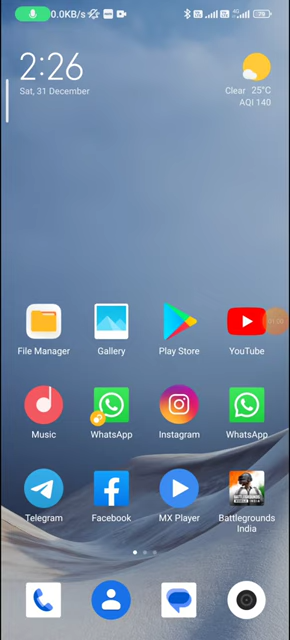 0.0KB/s
2:26
Sat, 31 December
Clear 25°C
AQI 140
File Manager
Gallery
Play Store
YouTube
Music
WhatsApp
Instagram
WhatsApp
Telegram
Facebook
MX Player
Battlegrounds
India